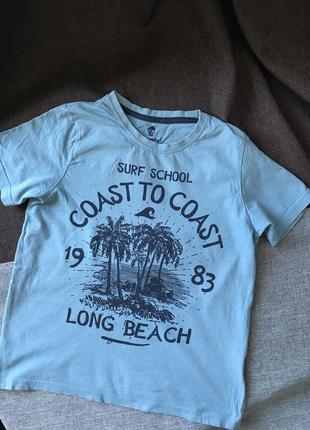 SURF SCHOOL
COAST TO COAST
19 83
LONG BEACH